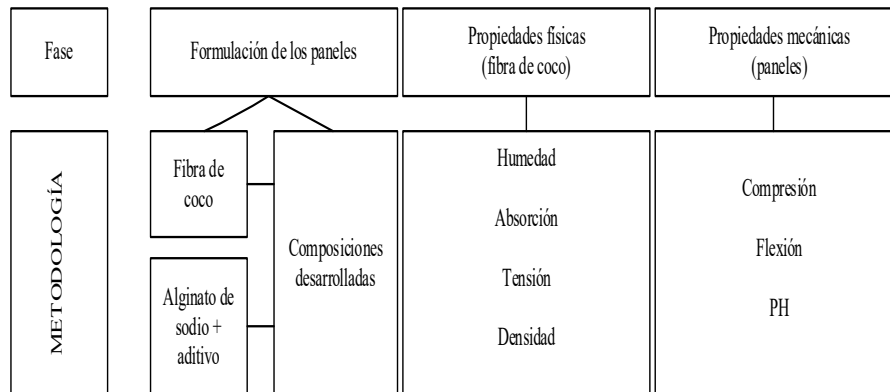 Fase
Formulación de los paneles
Propiedades físicas
(fibra de coco)
Propiedades mecánicas
(paneles)
METODOLOGÍA
Fibra de
coco
Alginato de
sodio +
aditivo
Composiciones
desarrolladas
Humedad
Absorción
Tensión
Densidad
Compresión
Flexión
PH